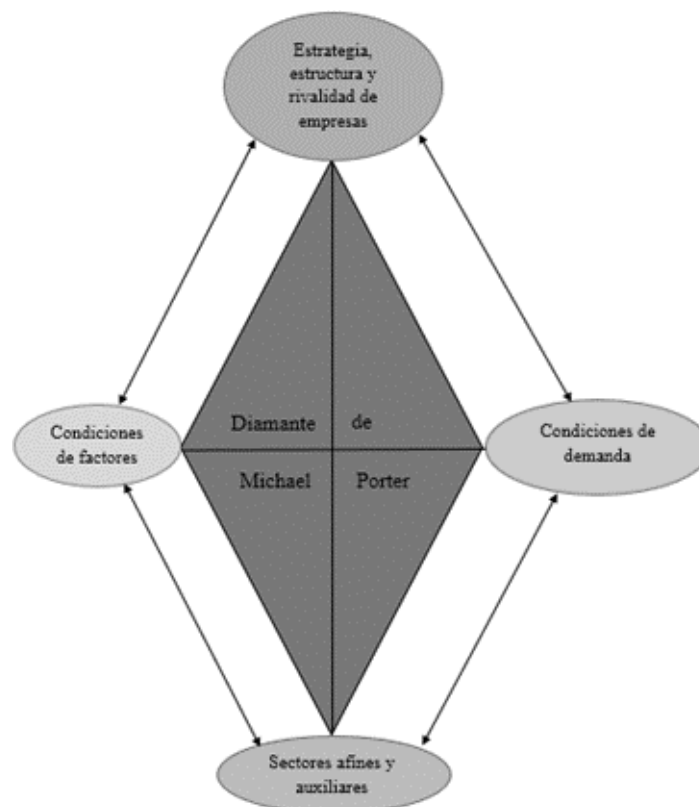 Estrategia,
estructura y
rivalidad de
empresas
Diamante de
Condiciones
de factores
Condiciones de
demanda
Michael Porter
Sectores afines y
auxiliares